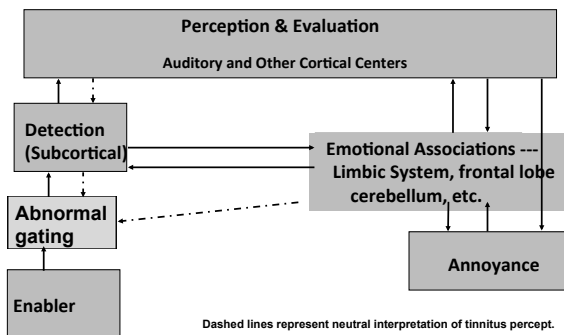 Perception & Evaluation
Auditory and Other Cortical Centers
Detection
(Subcortical)
Emotional Associations ---
Limbic System, frontal lobe
cerebellum, etc.
Abnormal
gating
Annoyance
Enabler
Dashed lines represent neutral interpretation of tinnitus percept.